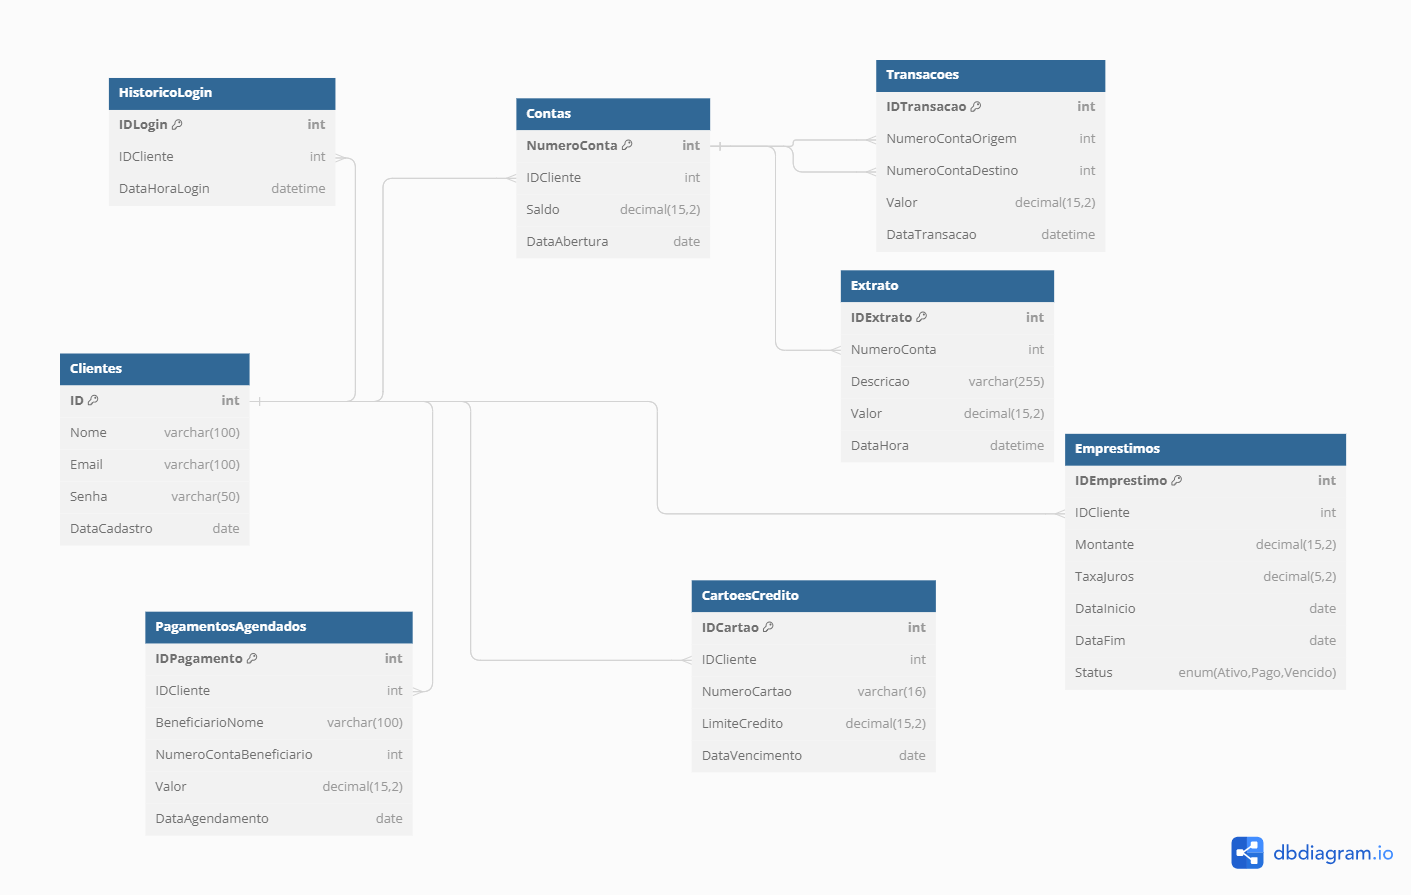 HistoricoLogin
IDLogin int
IDCliente int
DataHoraLogin datetime
Contas
NumeroConta int
IDCliente int
Saldo decimal(15,2)
DataAbertura date
Transacoes
IDTransacao int
NumeroContaOrigem int
NumeroContaDestino int
Valor decimal(15,2)
DataTransacao datetime
Extrato
IDExtrato int
NumeroConta int
Descricao varchar(255)
Valor decimal(15,2)
DataHora datetime
Clientes
ID int
Nome varchar(100)
Email varchar(100)
Senha varchar(50)
DataCadastro date
Emprestimos
IDEmprestimo int
IDCliente int
Montante decimal(15,2)
TaxaJuros decimal(5,2)
DataInicio date
DataFim date
Status enum(Ativo,Pago,Vencido)
CartoesCredito
IDCartao int
IDCliente int
NumeroCartao varchar(16)
LimiteCredito decimal(15,2)
DataVencimento date
PagamentosAgendados
IDPagamento int
IDCliente int
BeneficiarioNome varchar(100)
NumeroContaBeneficiario int
Valor decimal(15,2)
DataAgendamento date
dbdiagram.io